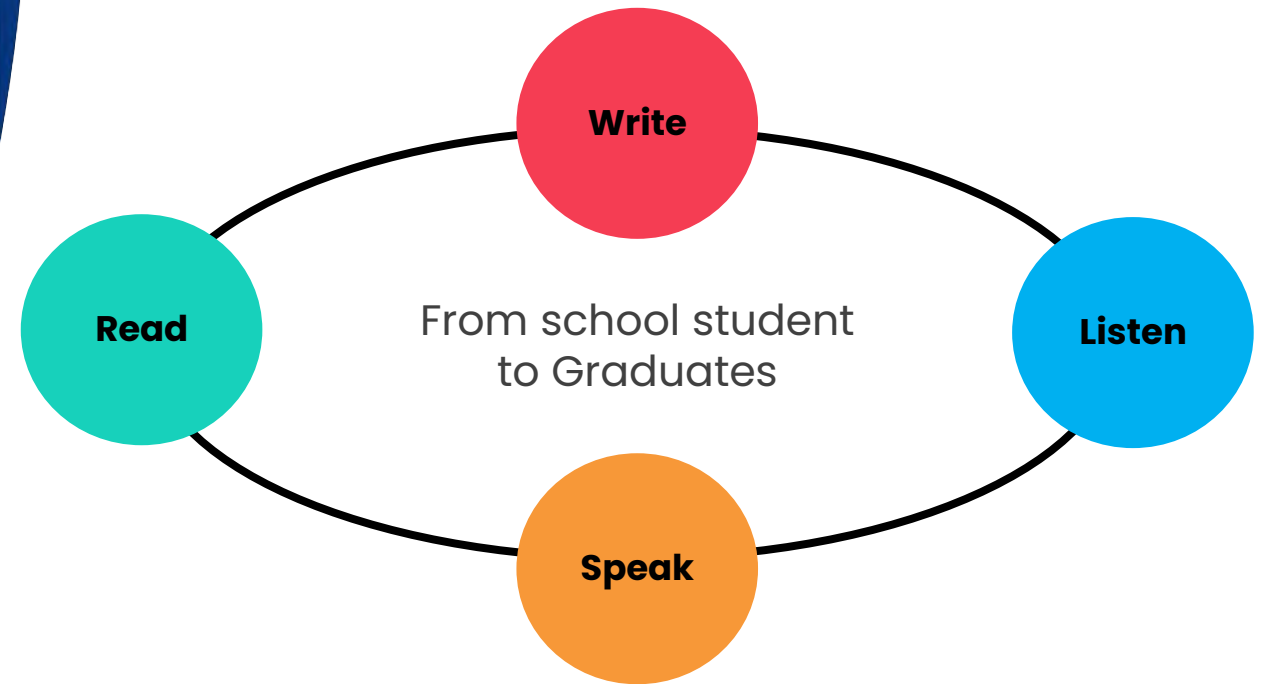 Write
Read
Listen
From school student
to Graduates
Speak